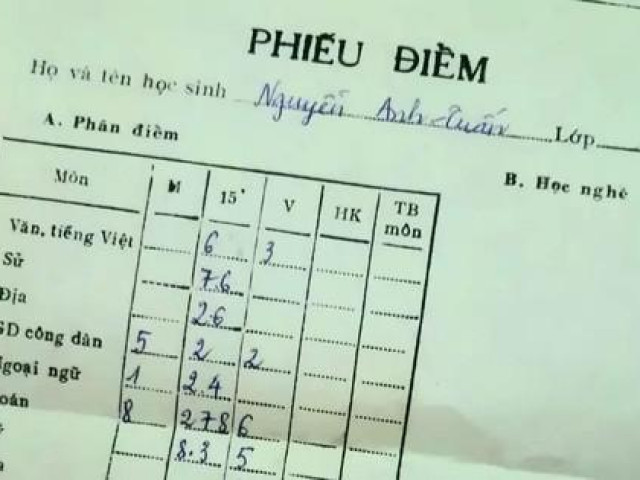 PHIẾU ĐIỂM
Họ và tên học sinh Nguyễn Anh Tuấn Lớp
A. Phân điểm
B. Học nghề
Môn M 15' V HK TB môn
Văn, tiếng Việt 6 3
Sử 7.6
Địa 2.6
GD công dân 5 2 2
Ngoại ngữ 1 2.4
oán 8 2 7 8 6
8.3 5